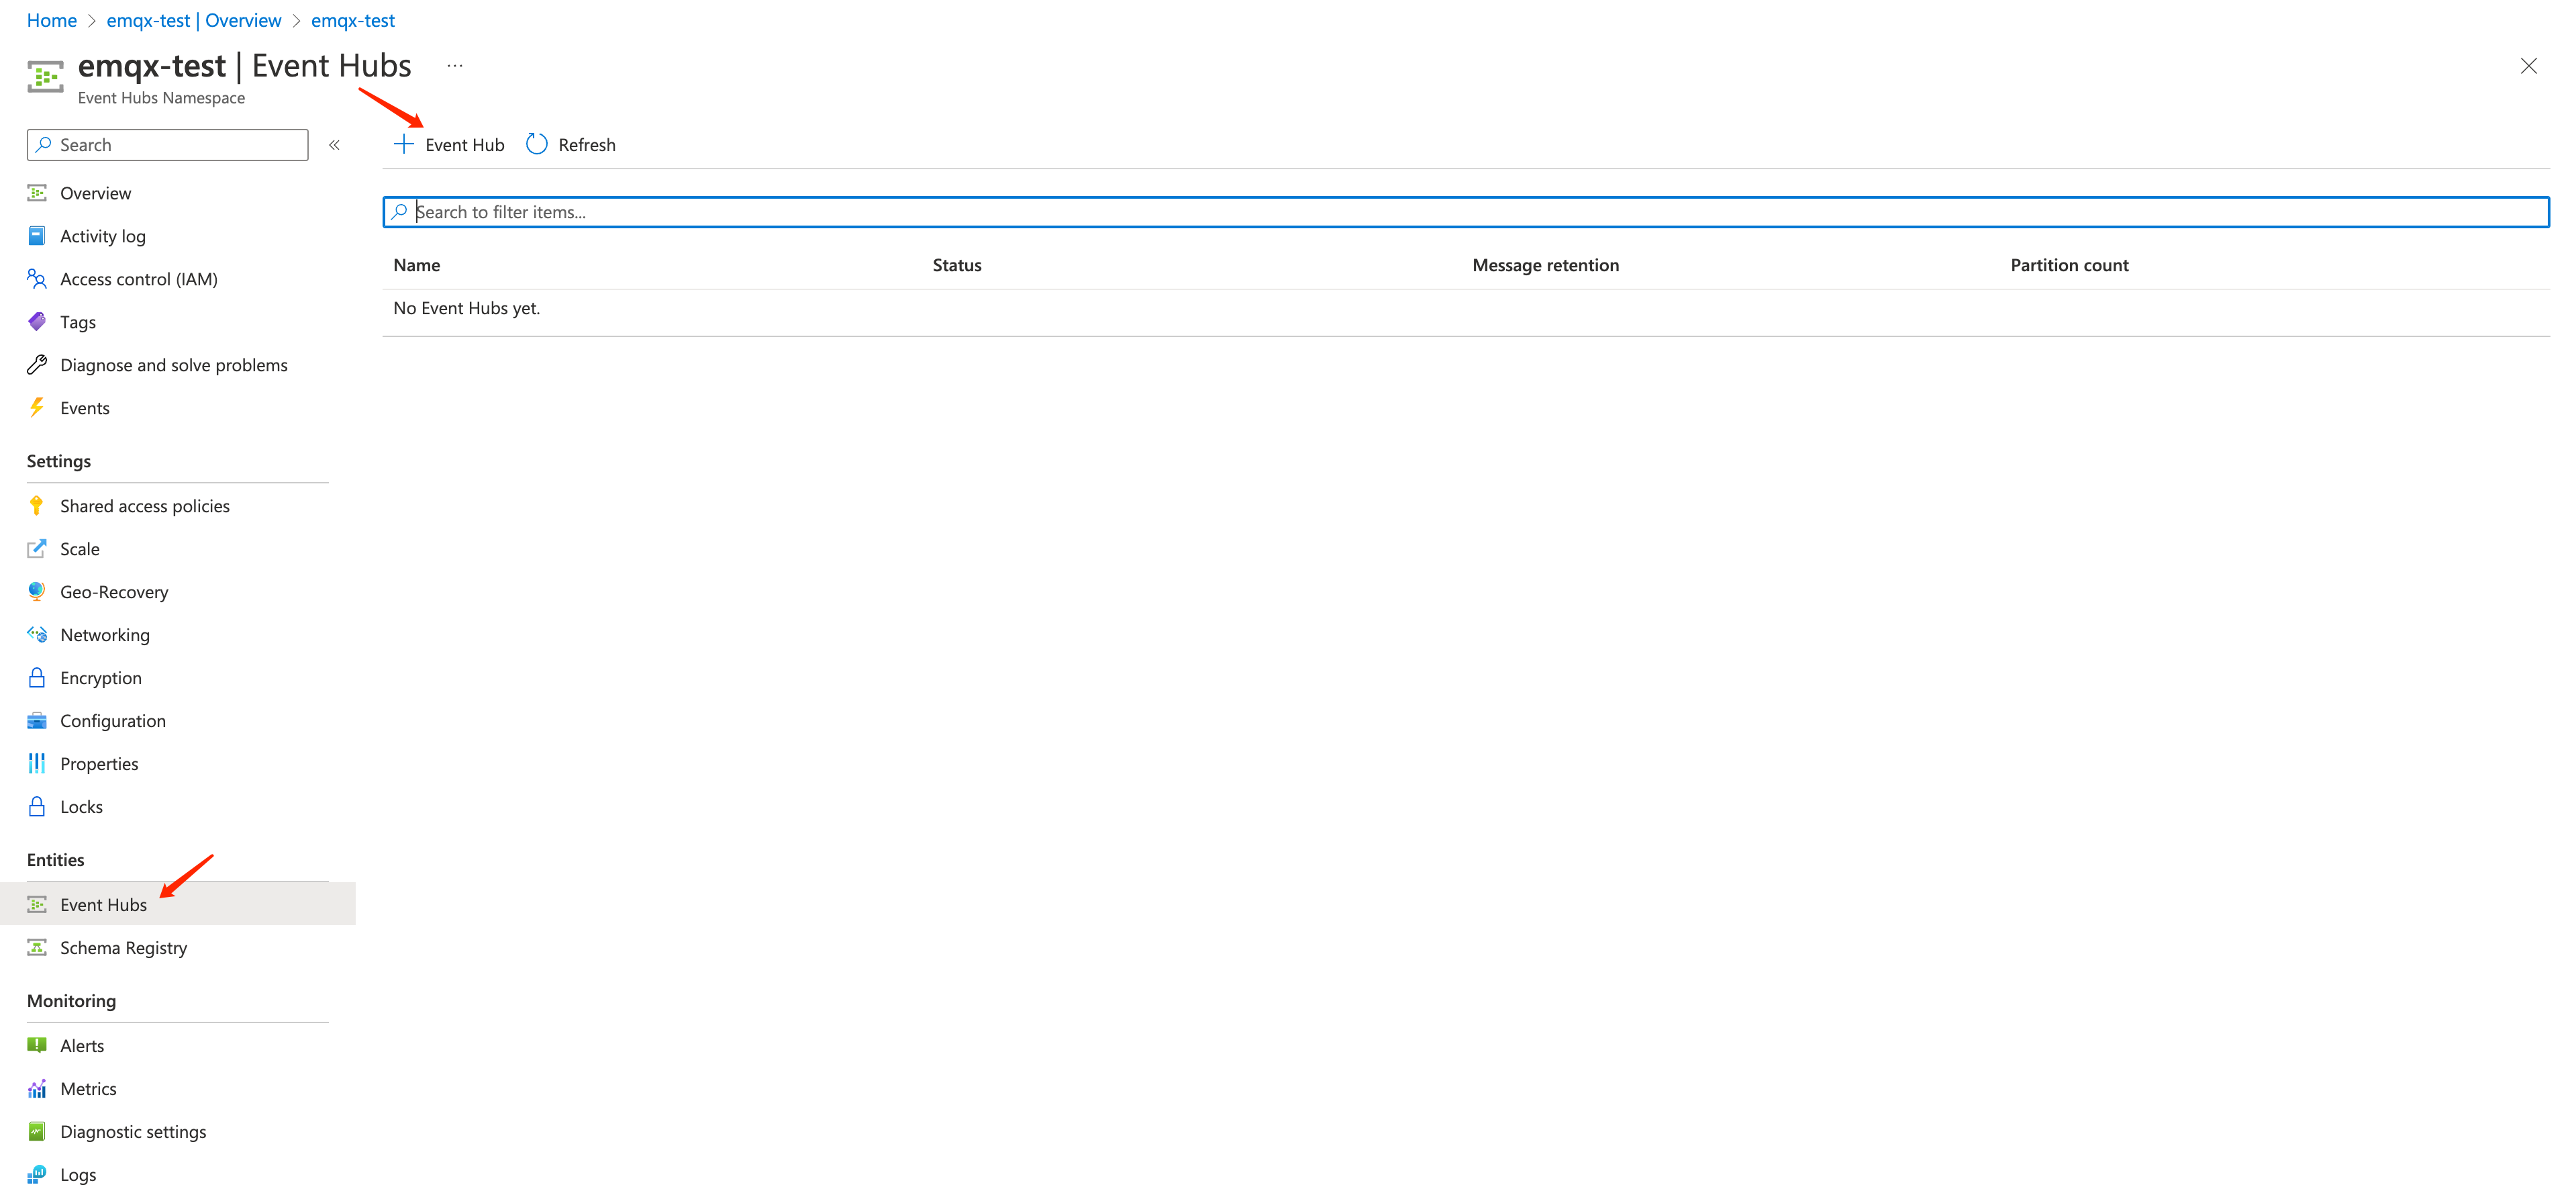 Home > emqx-test | Overview > emqx-test
emqx-test | Event Hubs ...
Event Hubs Namespace
Search «
+ Event Hub Refresh
Overview
Search to filter items...
Activity log
Name Status Message retention Partition count
Access control (IAM)
No Event Hubs yet.
Tags
Diagnose and solve problems
Events
Settings
Shared access policies
Scale
Geo-Recovery
Networking
Encryption
Configuration
Properties
Locks
Entities
Event Hubs
Schema Registry
Monitoring
Alerts
Metrics
Diagnostic settings
Logs